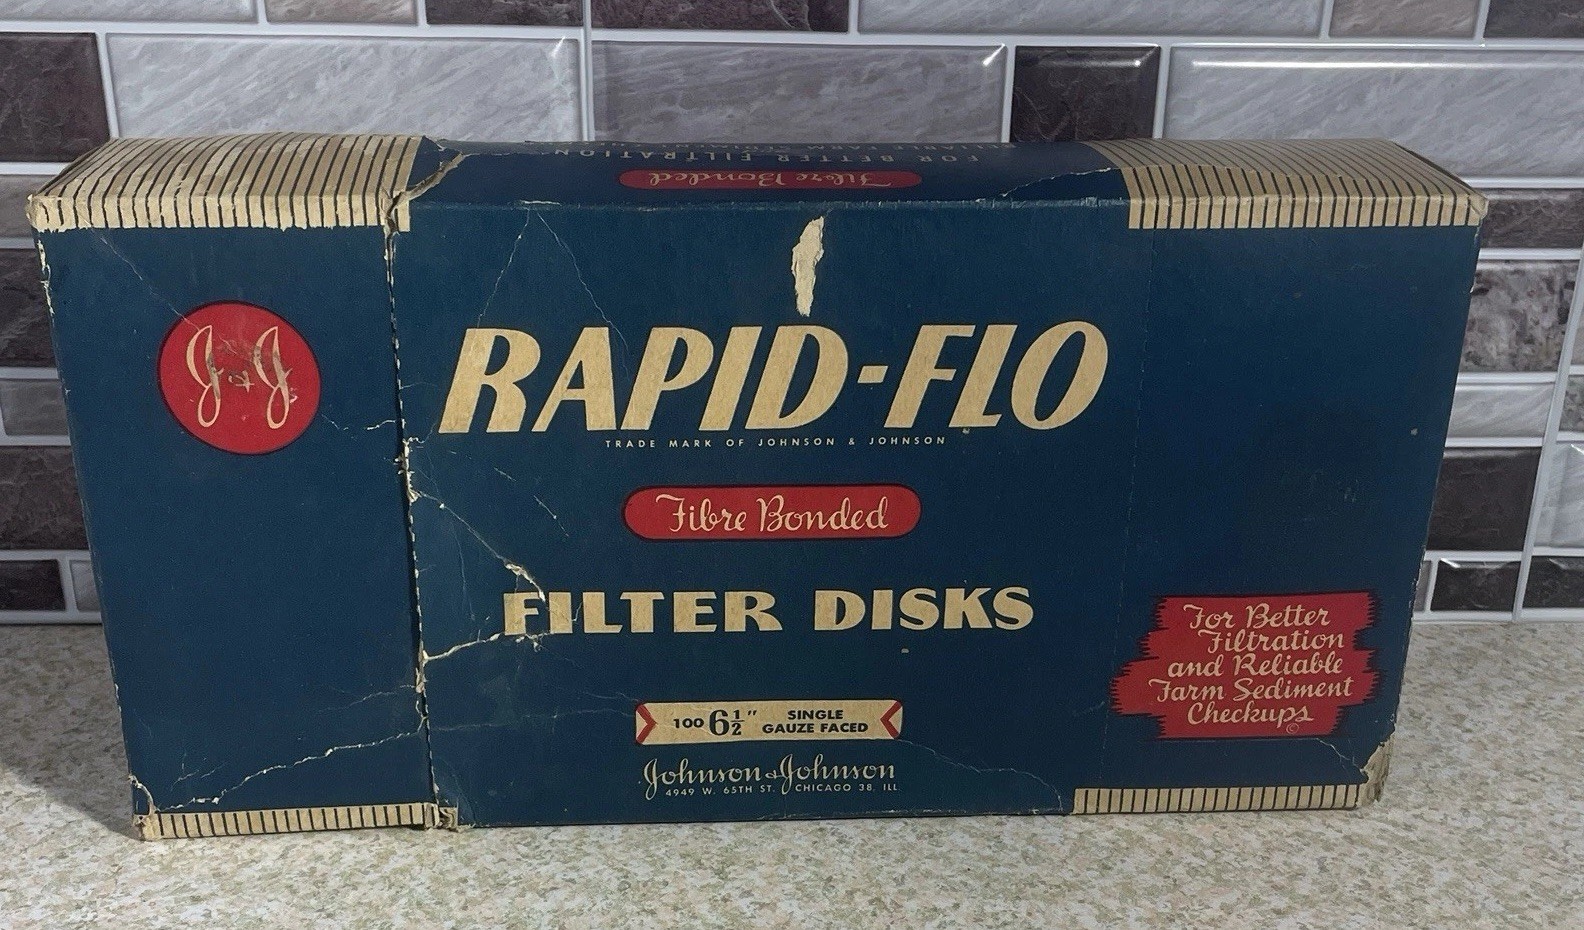 FOR BETTER FILTRATION
Fibre Bonded
J & J
RAPID-FLO
TRADE MARK OF JOHNSON & JOHNSON
Fibre Bonded
FILTER DISKS
For Better
Filtration
and Reliable
Farm Sediment
Checkups
©
100 6½" SINGLE
GAUZE FACED
Johnson & Johnson
4949 W. 65TH ST. CHICAGO 38, ILL.